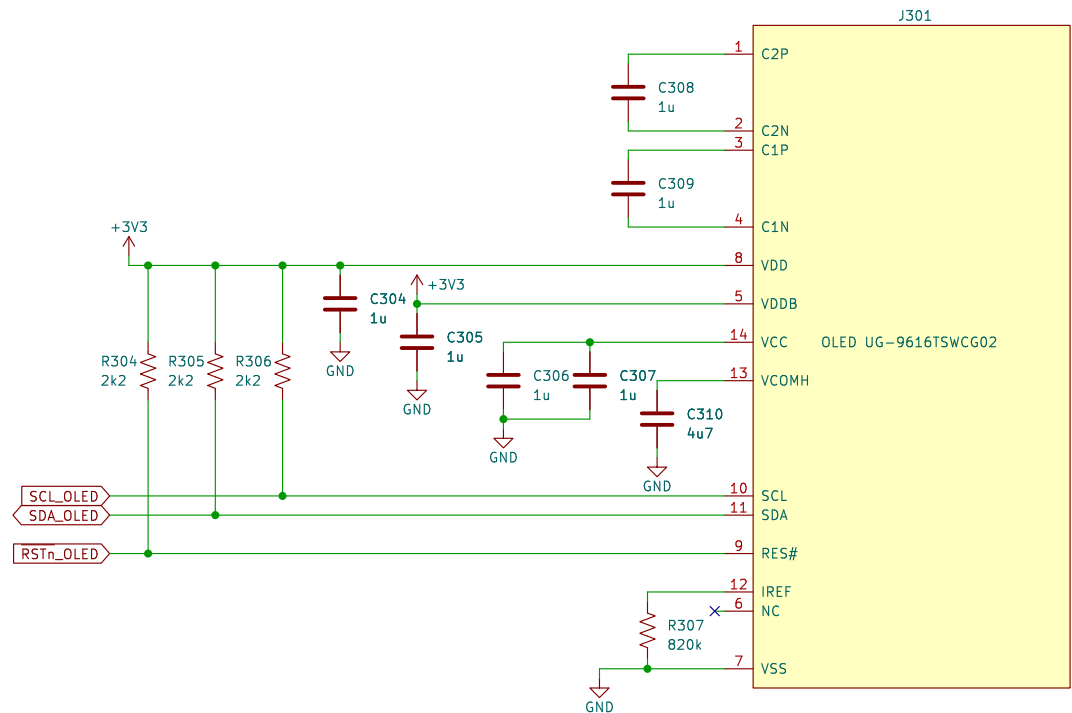 J301
1 C2P
C308
1u
2 C2N
3 C1P
C309
1u
4 C1N
+3V3
8 VDD
+3V3
C304
1u
5 VDDB
C305
1u
14 VCC
OLED UG-9616TSWCG02
R304
2k2
R305
2k2
R306
2k2
GND
C306
1u
C307
1u
13 VCOMH
GND
C310
4u7
GND
GND
SCL_OLED
10 SCL
SDA_OLED
11 SDA
RSTn_OLED
9 RES#
12 IREF
6 NC
R307
820k
7 VSS
GND